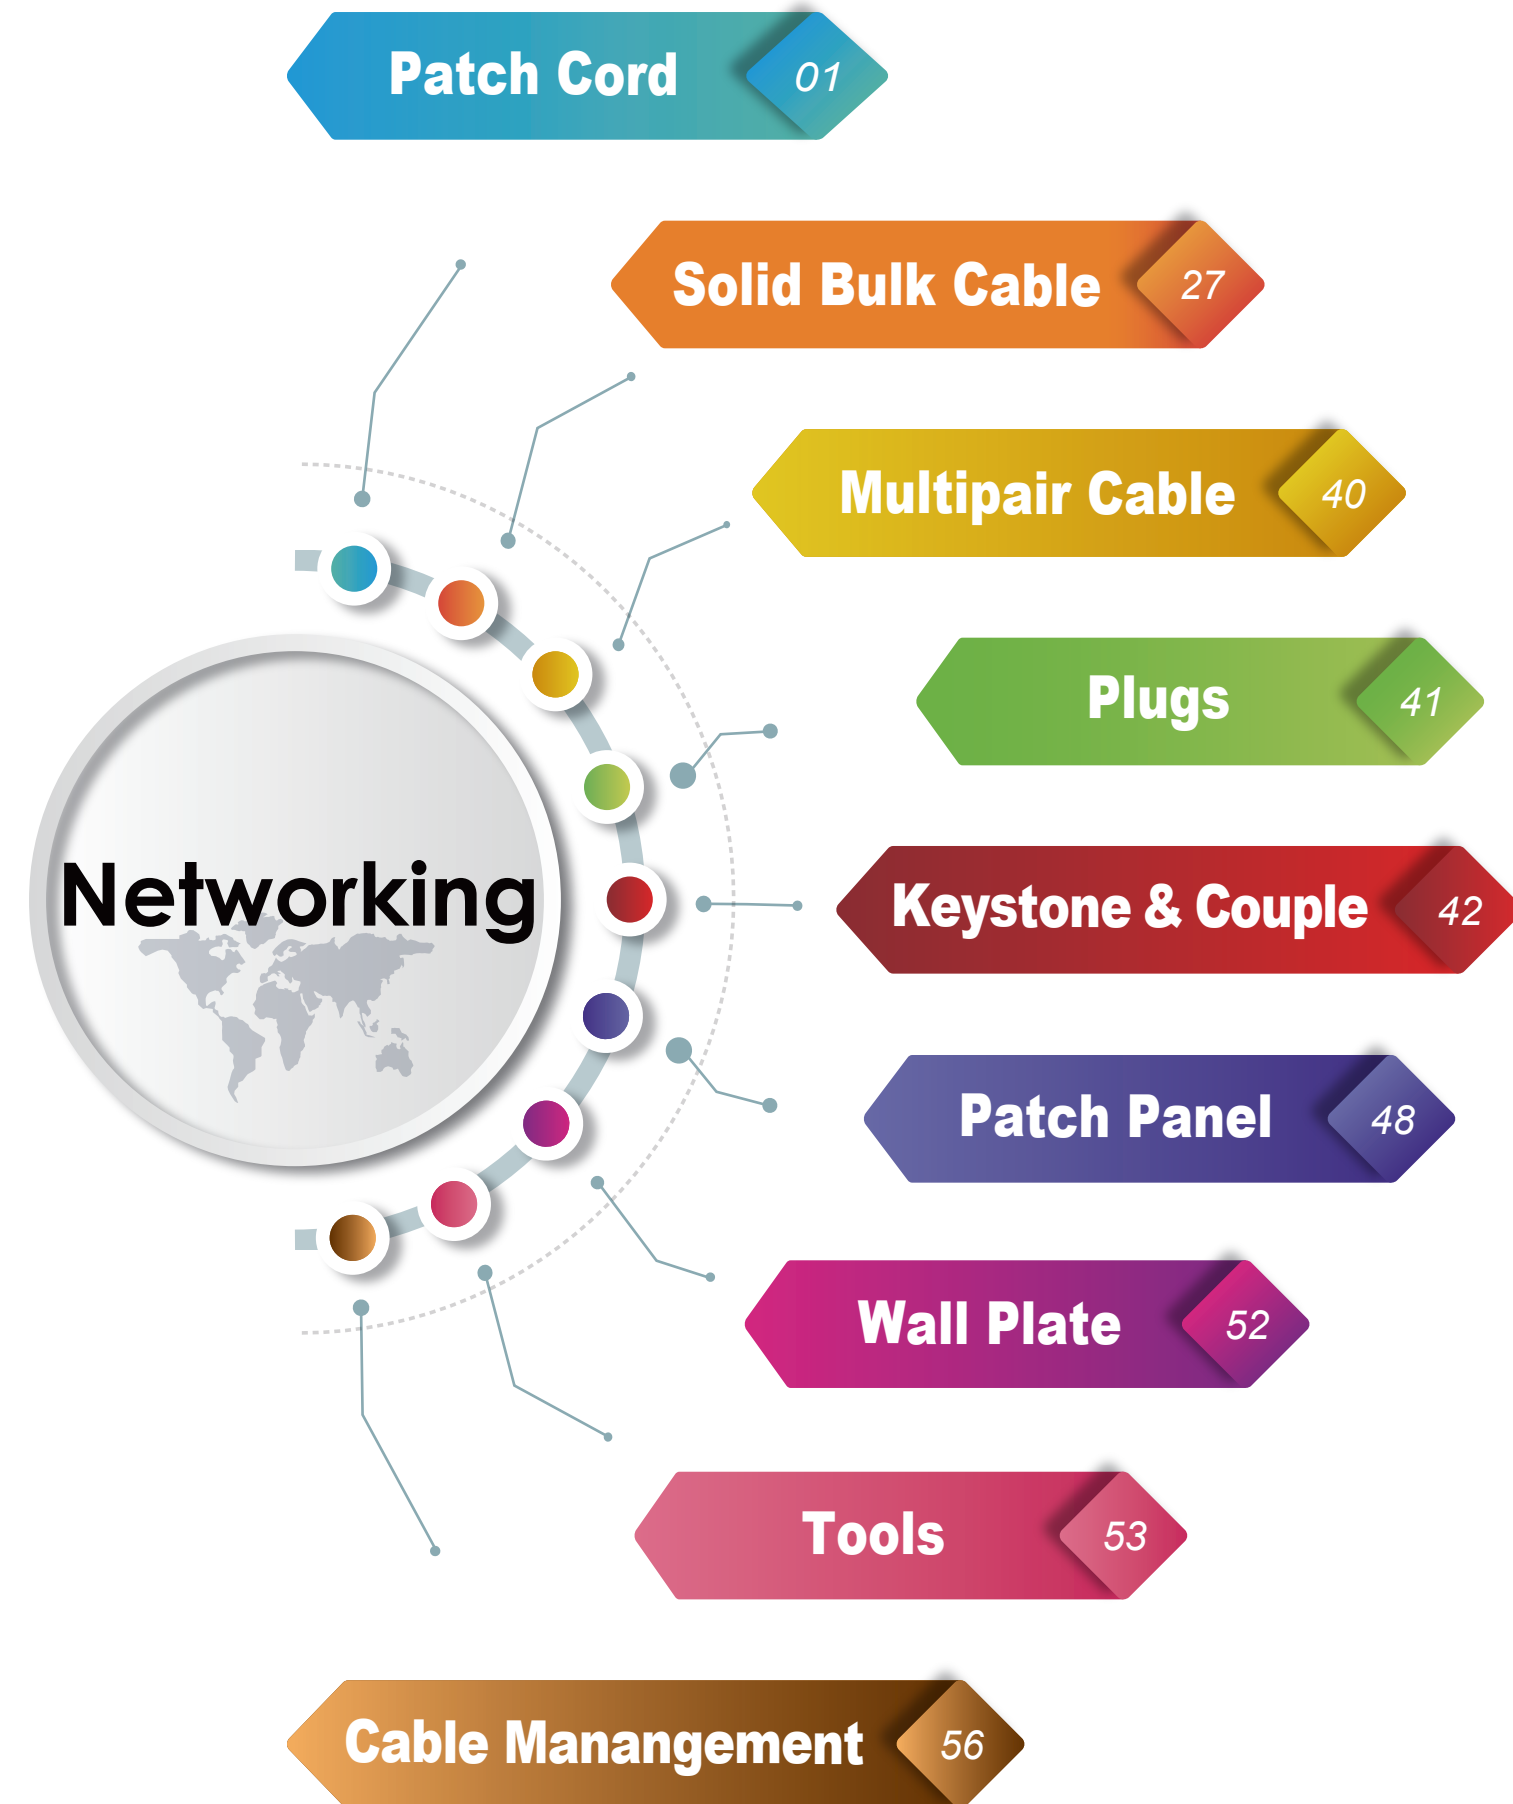 Patch Cord 01
Solid Bulk Cable 27
Multipair Cable 40
Plugs 41
Networking
Keystone & Couple 42
Patch Panel 48
Wall Plate 52
Tools 53
Cable Manangement 56